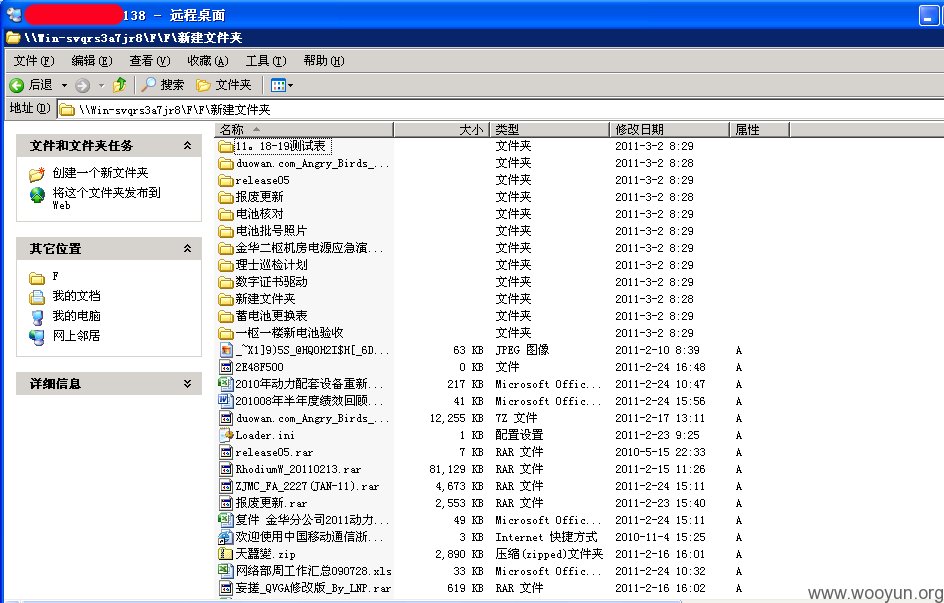 138 - 远程桌面
\\Win-svqrs3a7jr8\F\F\新建文件夹
文件(F) 编辑(E) 查看(V) 收藏(A) 工具(T) 帮助(H)
后退 搜索 文件夹
地址(D) \\Win-svqrs3a7jr8\F\F\新建文件夹
文件和文件夹任务
创建一个新文件夹
将这个文件夹发布到
Web
其它位置
F
我的文档
我的电脑
网上邻居
详细信息
名称 大小 类型 修改日期 属性
11。18-19测试表 文件夹 2011-3-2 8:29
duowan.com_Angry_Birds_... 文件夹 2011-3-2 8:28
release05 文件夹 2011-3-2 8:29
报废更新 文件夹 2011-3-2 8:28
电池核对 文件夹 2011-3-2 8:29
电池批号照片 文件夹 2011-3-2 8:29
金华二枢机房电源应急演... 文件夹 2011-3-2 8:29
理士巡检计划 文件夹 2011-3-2 8:29
数字证书驱动 文件夹 2011-3-2 8:29
新建文件夹 文件夹 2011-3-2 8:28
蓄电池更换表 文件夹 2011-3-2 8:29
一枢一楼新电池验收 文件夹 2011-3-2 8:29
_~X1]9)5S_@HQOH2I$H[_6D... 63 KB JPEG 图像 2011-2-10 8:39 A
2E48F500 0 KB 文件 2011-2-24 16:48 A
2010年动力配套设备重新... 217 KB Microsoft Offic... 2011-2-24 10:47 A
201008年半年度绩效回顾... 41 KB Microsoft Offic... 2011-2-24 15:56 A
duowan.com_Angry_Birds_... 12,255 KB 7Z 文件 2011-2-17 13:11 A
Loader.ini 1 KB 配置设置 2011-2-23 9:25 A
release05.rar 7 KB RAR 文件 2010-5-15 22:33 A
RhodiumW_20110213.rar 81,129 KB RAR 文件 2011-2-15 11:26 A
ZJMC_FA_2227(JAN-11).rar 4,673 KB RAR 文件 2011-2-24 15:11 A
报废更新.rar 2,553 KB RAR 文件 2011-2-23 15:40 A
复件 金华分公司2011动力... 49 KB Microsoft Offic... 2011-2-24 15:11 A
欢迎使用中国移动通信浙... 3 KB Internet 快捷方式 2010-11-4 15:25 A
天蠶變.zip 2,890 KB 压缩(zipped)文件夹 2011-2-16 16:01 A
网络部周工作汇总090728.xls 33 KB Microsoft Offic... 2011-2-24 10:32 A
妄搓_QVGA修改版_By_LNP.rar 619 KB RAR 文件 2011-2-16 16:02 A
www.wooyun.org